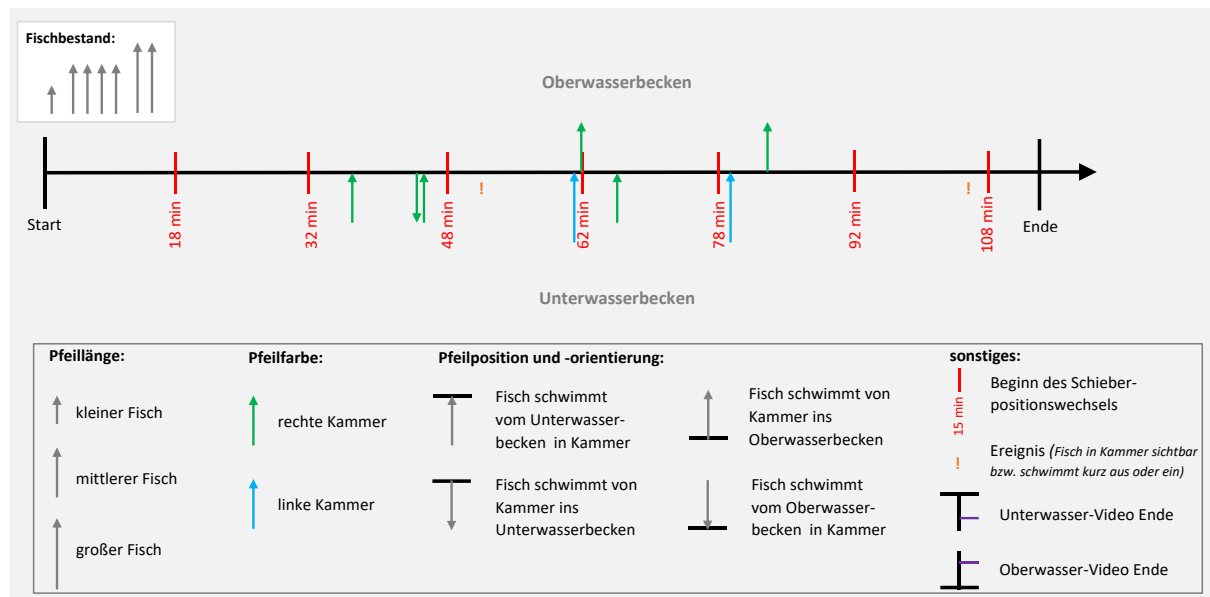 Fischbestand:
Oberwasserbecken
!
!
Start
18 min
32 min
48 min
62 min
78 min
92 min
108 min
Ende
Unterwasserbecken
Pfeillänge:
kleiner Fisch
mittlerer Fisch
großer Fisch
Pfeilfarbe:
rechte Kammer
linke Kammer
Pfeilposition und -orientierung:
Fisch schwimmt
vom Unterwasser-
becken in Kammer
Fisch schwimmt von
Kammer ins
Unterwasserbecken
Fisch schwimmt von
Kammer ins
Oberwasserbecken
Fisch schwimmt
vom Oberwasser-
becken in Kammer
sonstiges:
15 min
Beginn des Schieber-
positionswechsels
!
Ereignis (Fisch in Kammer sichtbar
bzw. schwimmt kurz aus oder ein)
Unterwasser-Video Ende
Oberwasser-Video Ende